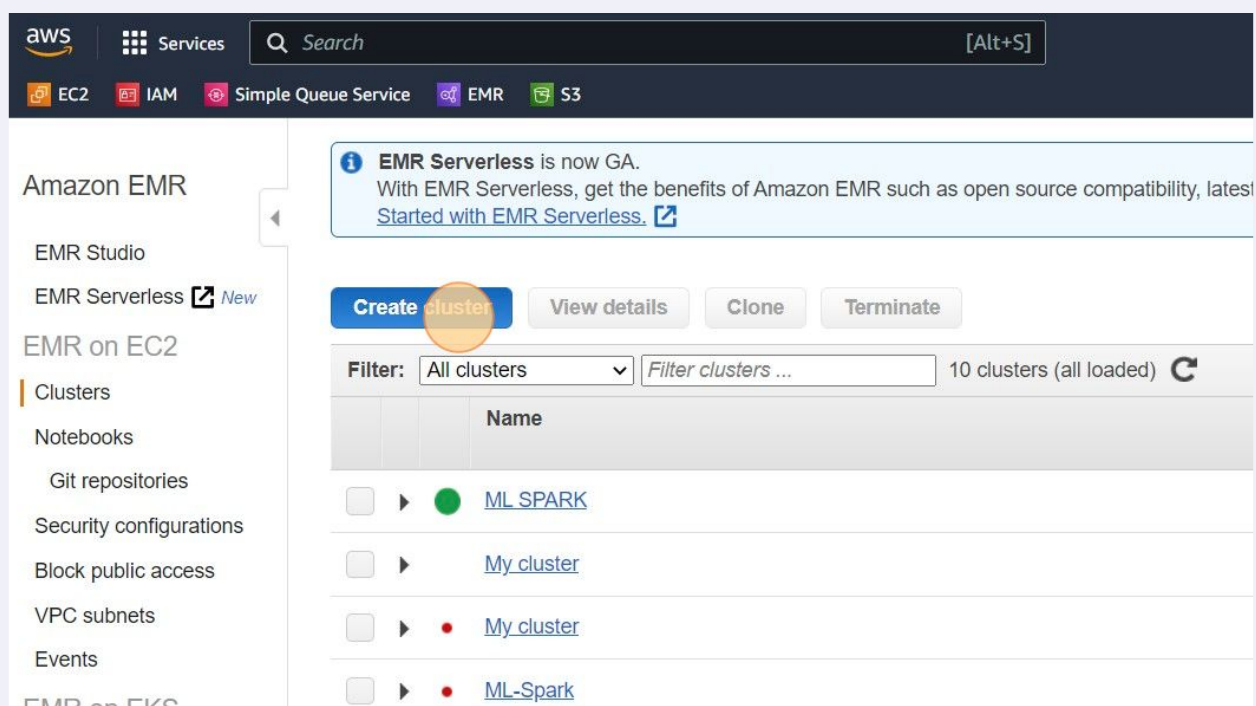 aws
Services
Search
[Alt+S]
EC2
IAM
Simple Queue Service
EMR
S3
Amazon EMR
EMR Studio
EMR Serverless New
EMR on EC2
Clusters
Notebooks
Git repositories
Security configurations
Block public access
VPC subnets
Events
EMR on EKS
EMR Serverless is now GA.
With EMR Serverless, get the benefits of Amazon EMR such as open source compatibility, latest
Started with EMR Serverless.
Create cluster
View details
Clone
Terminate
Filter: All clusters
Filter clusters ...
10 clusters (all loaded)
Name
ML SPARK
My cluster
My cluster
ML-Spark